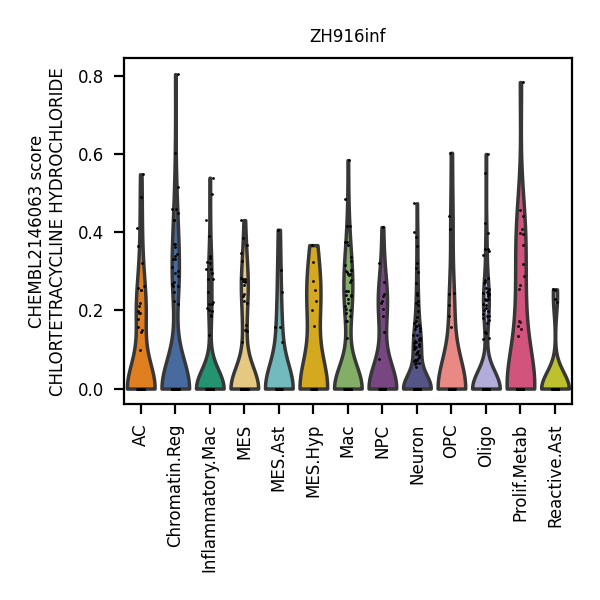 ZH916inf
CHEMBL2146063 score
CHLORTETRACYCLINE HYDROCHLORIDE
0.8
0.6
0.4
0.2
0.0
AC
Chromatin.Reg
Inflammatory.Mac
MES
MES.Ast
MES.Hyp
Mac
NPC
Neuron
OPC
Oligo
Prolif.Metab
Reactive.Ast